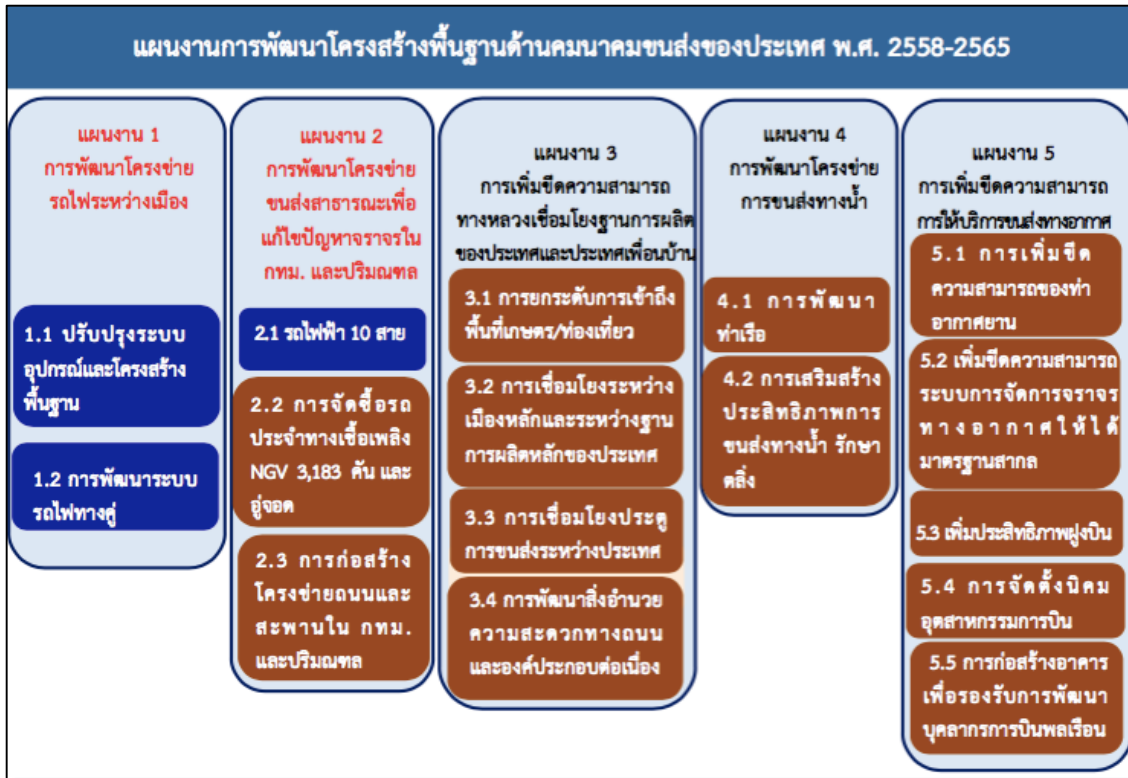 แผนงานการพัฒนาโครงสร้างพื้นฐานด้านคมนาคมขนส่งของประเทศ พ.ศ. 2558-2565
แผนงาน 1
การพัฒนาโครงข่าย
รถไฟระหว่างเมือง
1.1 ปรับปรุงระบบ
อุปกรณ์และโครงสร้าง
พื้นฐาน
1.2 การพัฒนาระบบ
รถไฟทางคู่
แผนงาน 2
การพัฒนาโครงข่าย
ขนส่งสาธารณะเพื่อ
แก้ไขปัญหาจราจรใน
กทม. และปริมณฑล
2.1 รถไฟฟ้า 10 สาย
2.2 การจัดซื้อรถ
ประจำทางเชื้อเพลิง
NGV 3,183 คัน และ
อู่จอด
2.3 การก่อสร้าง
โครงข่ายถนนและ
สะพานใน กทม.
และปริมณฑล
แผนงาน 3
การเพิ่มขีดความสามารถ
ทางหลวงเชื่อมโยงฐานการผลิต
ของประเทศและประเทศเพื่อนบ้าน
3.1 การยกระดับการเข้าถึง
พื้นที่เกษตร/ท่องเที่ยว
3.2 การเชื่อมโยงระหว่าง
เมืองหลักและระหว่างฐาน
การผลิตหลักของประเทศ
3.3 การเชื่อมโยงประตู
การขนส่งระหว่างประเทศ
3.4 การพัฒนาสิ่งอำนวย
ความสะดวกทางถนน
และองค์ประกอบต่อเนื่อง
แผนงาน 4
การพัฒนาโครงข่าย
การขนส่งทางน้ำ
4.1 การพัฒนา
ท่าเรือ
4.2 การเสริมสร้าง
ประสิทธิภาพการ
ขนส่งทางน้ำ รักษา
ตลิ่ง
แผนงาน 5
การเพิ่มขีดความสามารถ
การให้บริการขนส่งทางอากาศ
5.1 การเพิ่มขีด
ความสามารถของท่า
อากาศยาน
5.2 เพิ่มขีดความสามารถ
ระบบการจัดการจราจร
ทางอากาศให้ได้
มาตรฐานสากล
5.3 เพิ่มประสิทธิภาพฝูงบิน
5.4 การจัดตั้งนิคม
อุตสาหกรรมการบิน
5.5 การก่อสร้างอาคาร
เพื่อรองรับการพัฒนา
บุคลากรการบินพลเรือน